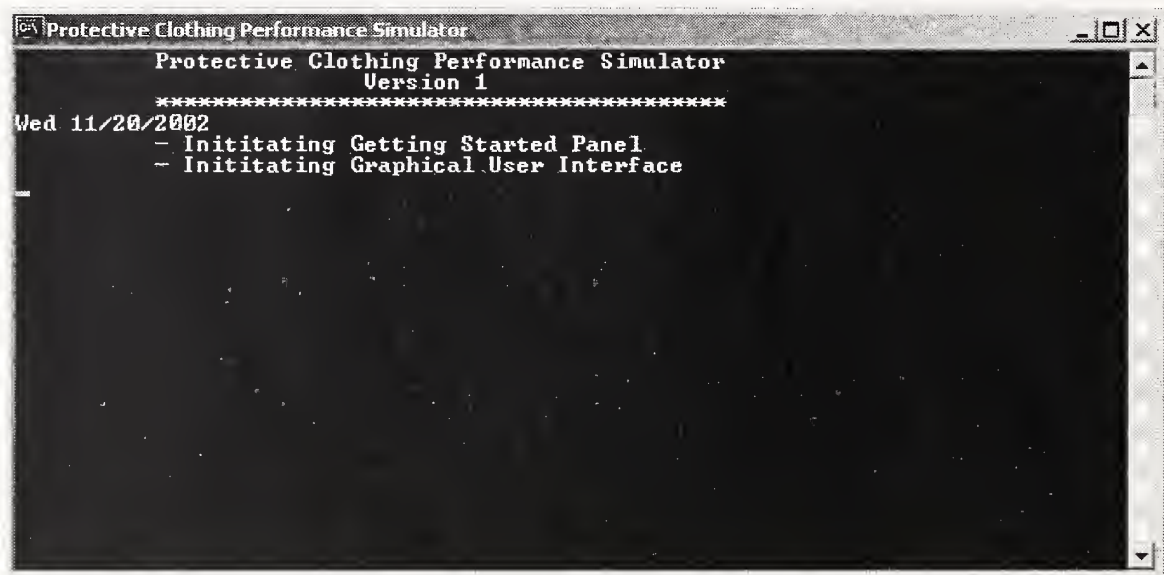 Protective Clothing Performance Simulator
Protective Clothing Performance Simulator
Version 1
****************************************
Wed 11/20/2002
- Inititating Getting Started Panel
- Inititating Graphical User Interface